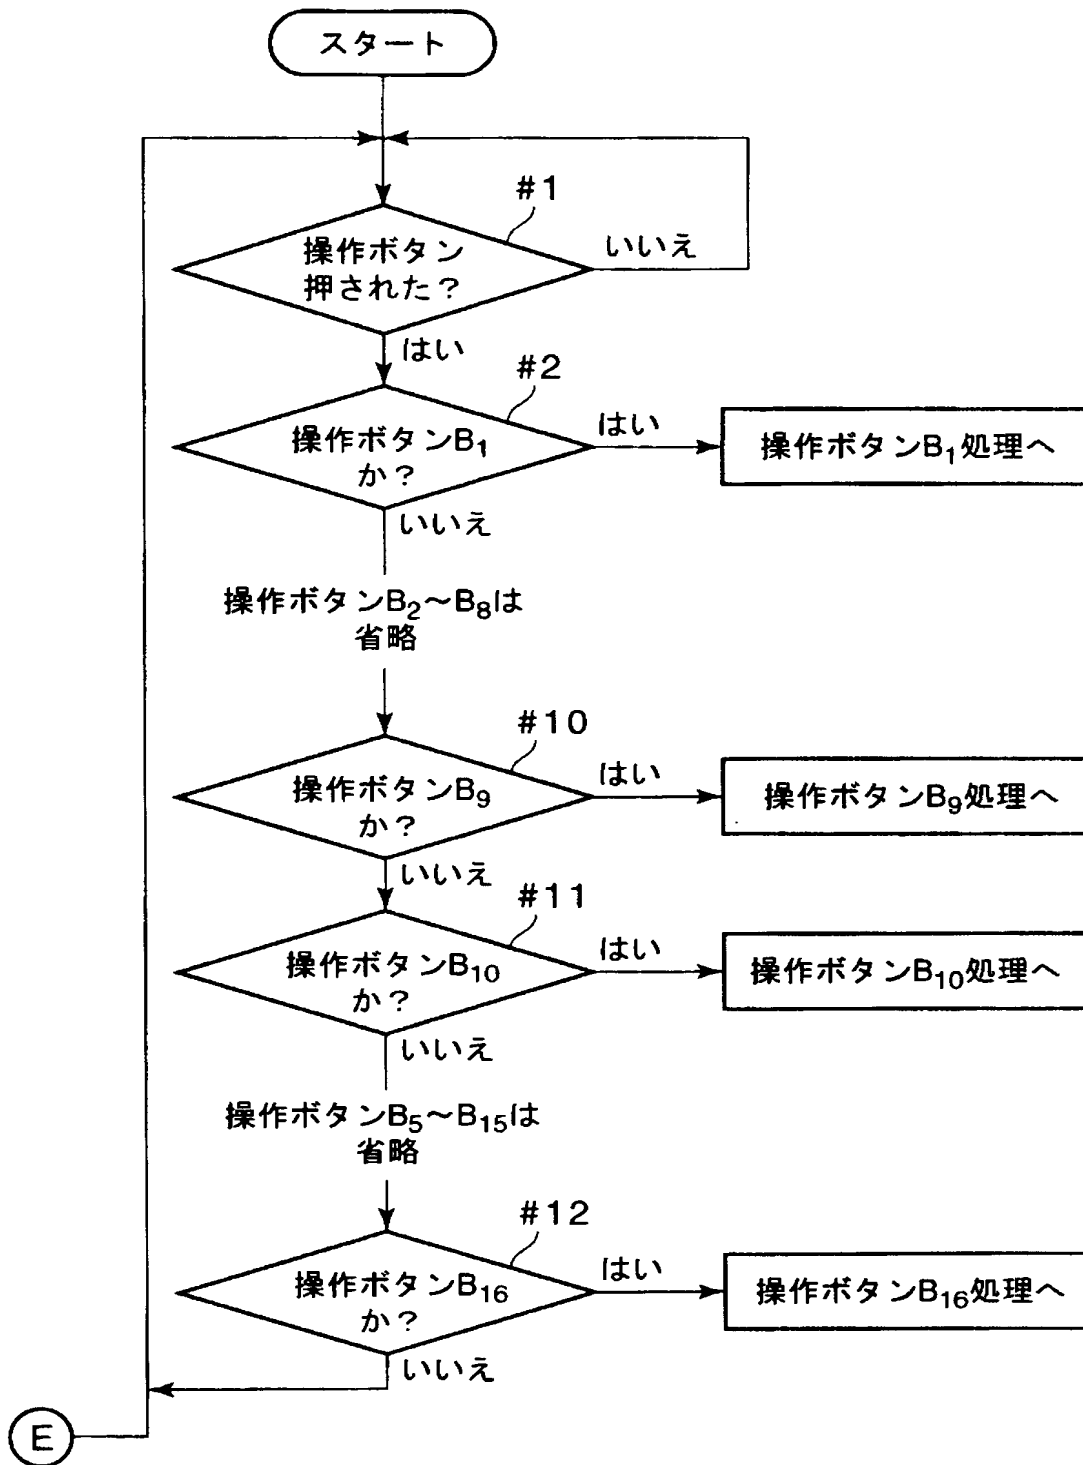 スタート
#1
操作ボタン
押された?
いいえ
はい
#2
操作ボタンB₁
か?
はい
操作ボタンB₁処理へ
いいえ
操作ボタンB₂〜B₈は
省略
#10
操作ボタンB₉
か?
はい
操作ボタンB₉処理へ
いいえ
#11
操作ボタンB₁₀
か?
はい
操作ボタンB₁₀処理へ
いいえ
操作ボタンB₅〜B₁₅は
省略
#12
操作ボタンB₁₆
か?
はい
操作ボタンB₁₆処理へ
いいえ
E